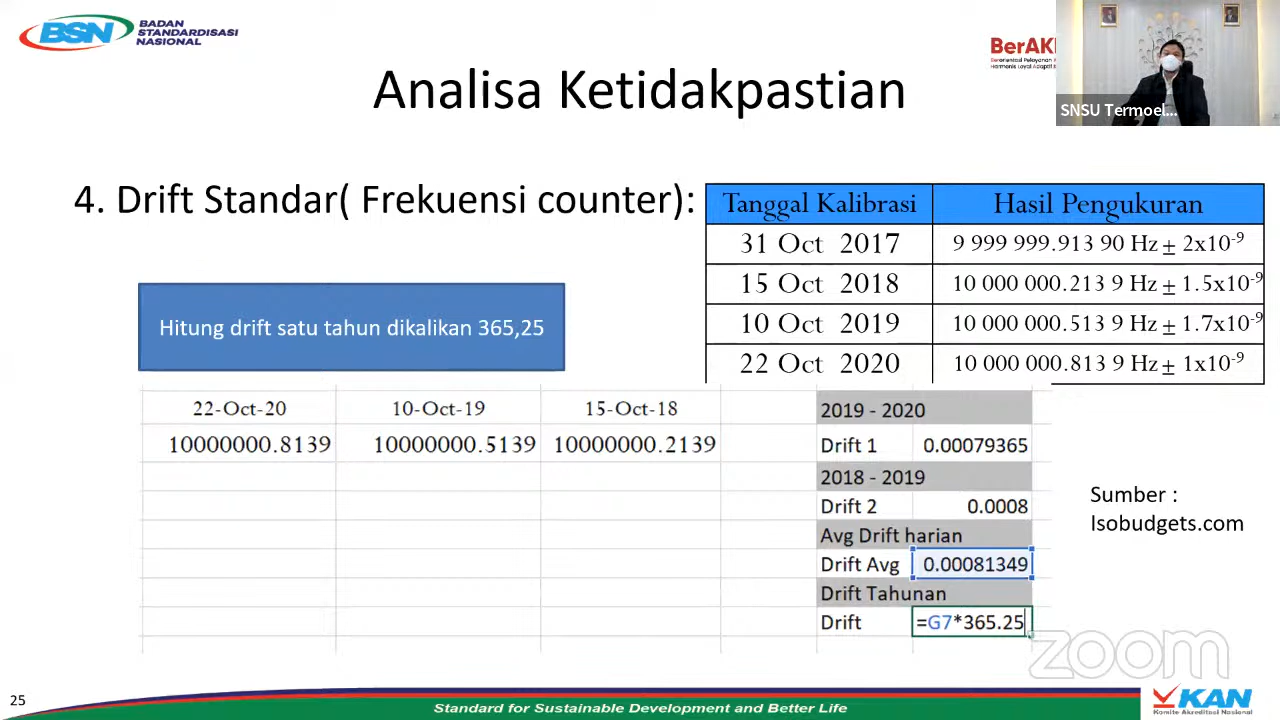 BSN BADAN
STANDARDISASI
NASIONAL
BerAK
SNSU Termoel...
Analisa Ketidakpastian
4. Drift Standar( Frekuensi counter):
Tanggal Kalibrasi Hasil Pengukuran
31 Oct 2017 9 999 999.913 90 Hz ± 2x10⁻⁹
15 Oct 2018 10 000 000.213 9 Hz ± 1.5x10⁻⁹
10 Oct 2019 10 000 000.513 9 Hz ± 1.7x10⁻⁹
22 Oct 2020 10 000 000.813 9 Hz ± 1x10⁻⁹
Hitung drift satu tahun dikalikan 365,25
22-Oct-20 10-Oct-19 15-Oct-18
10000000.8139 10000000.5139 10000000.2139
2019 - 2020
Drift 1 0.00079365
2018 - 2019
Drift 2 0.0008
Avg Drift harian
Drift Avg 0.00081349
Drift Tahunan
Drift =G7*365.25
Sumber :
Isobudgets.com
zoom
25
Standard for Sustainable Development and Better Life
KAN
Komite Akreditasi Nasional